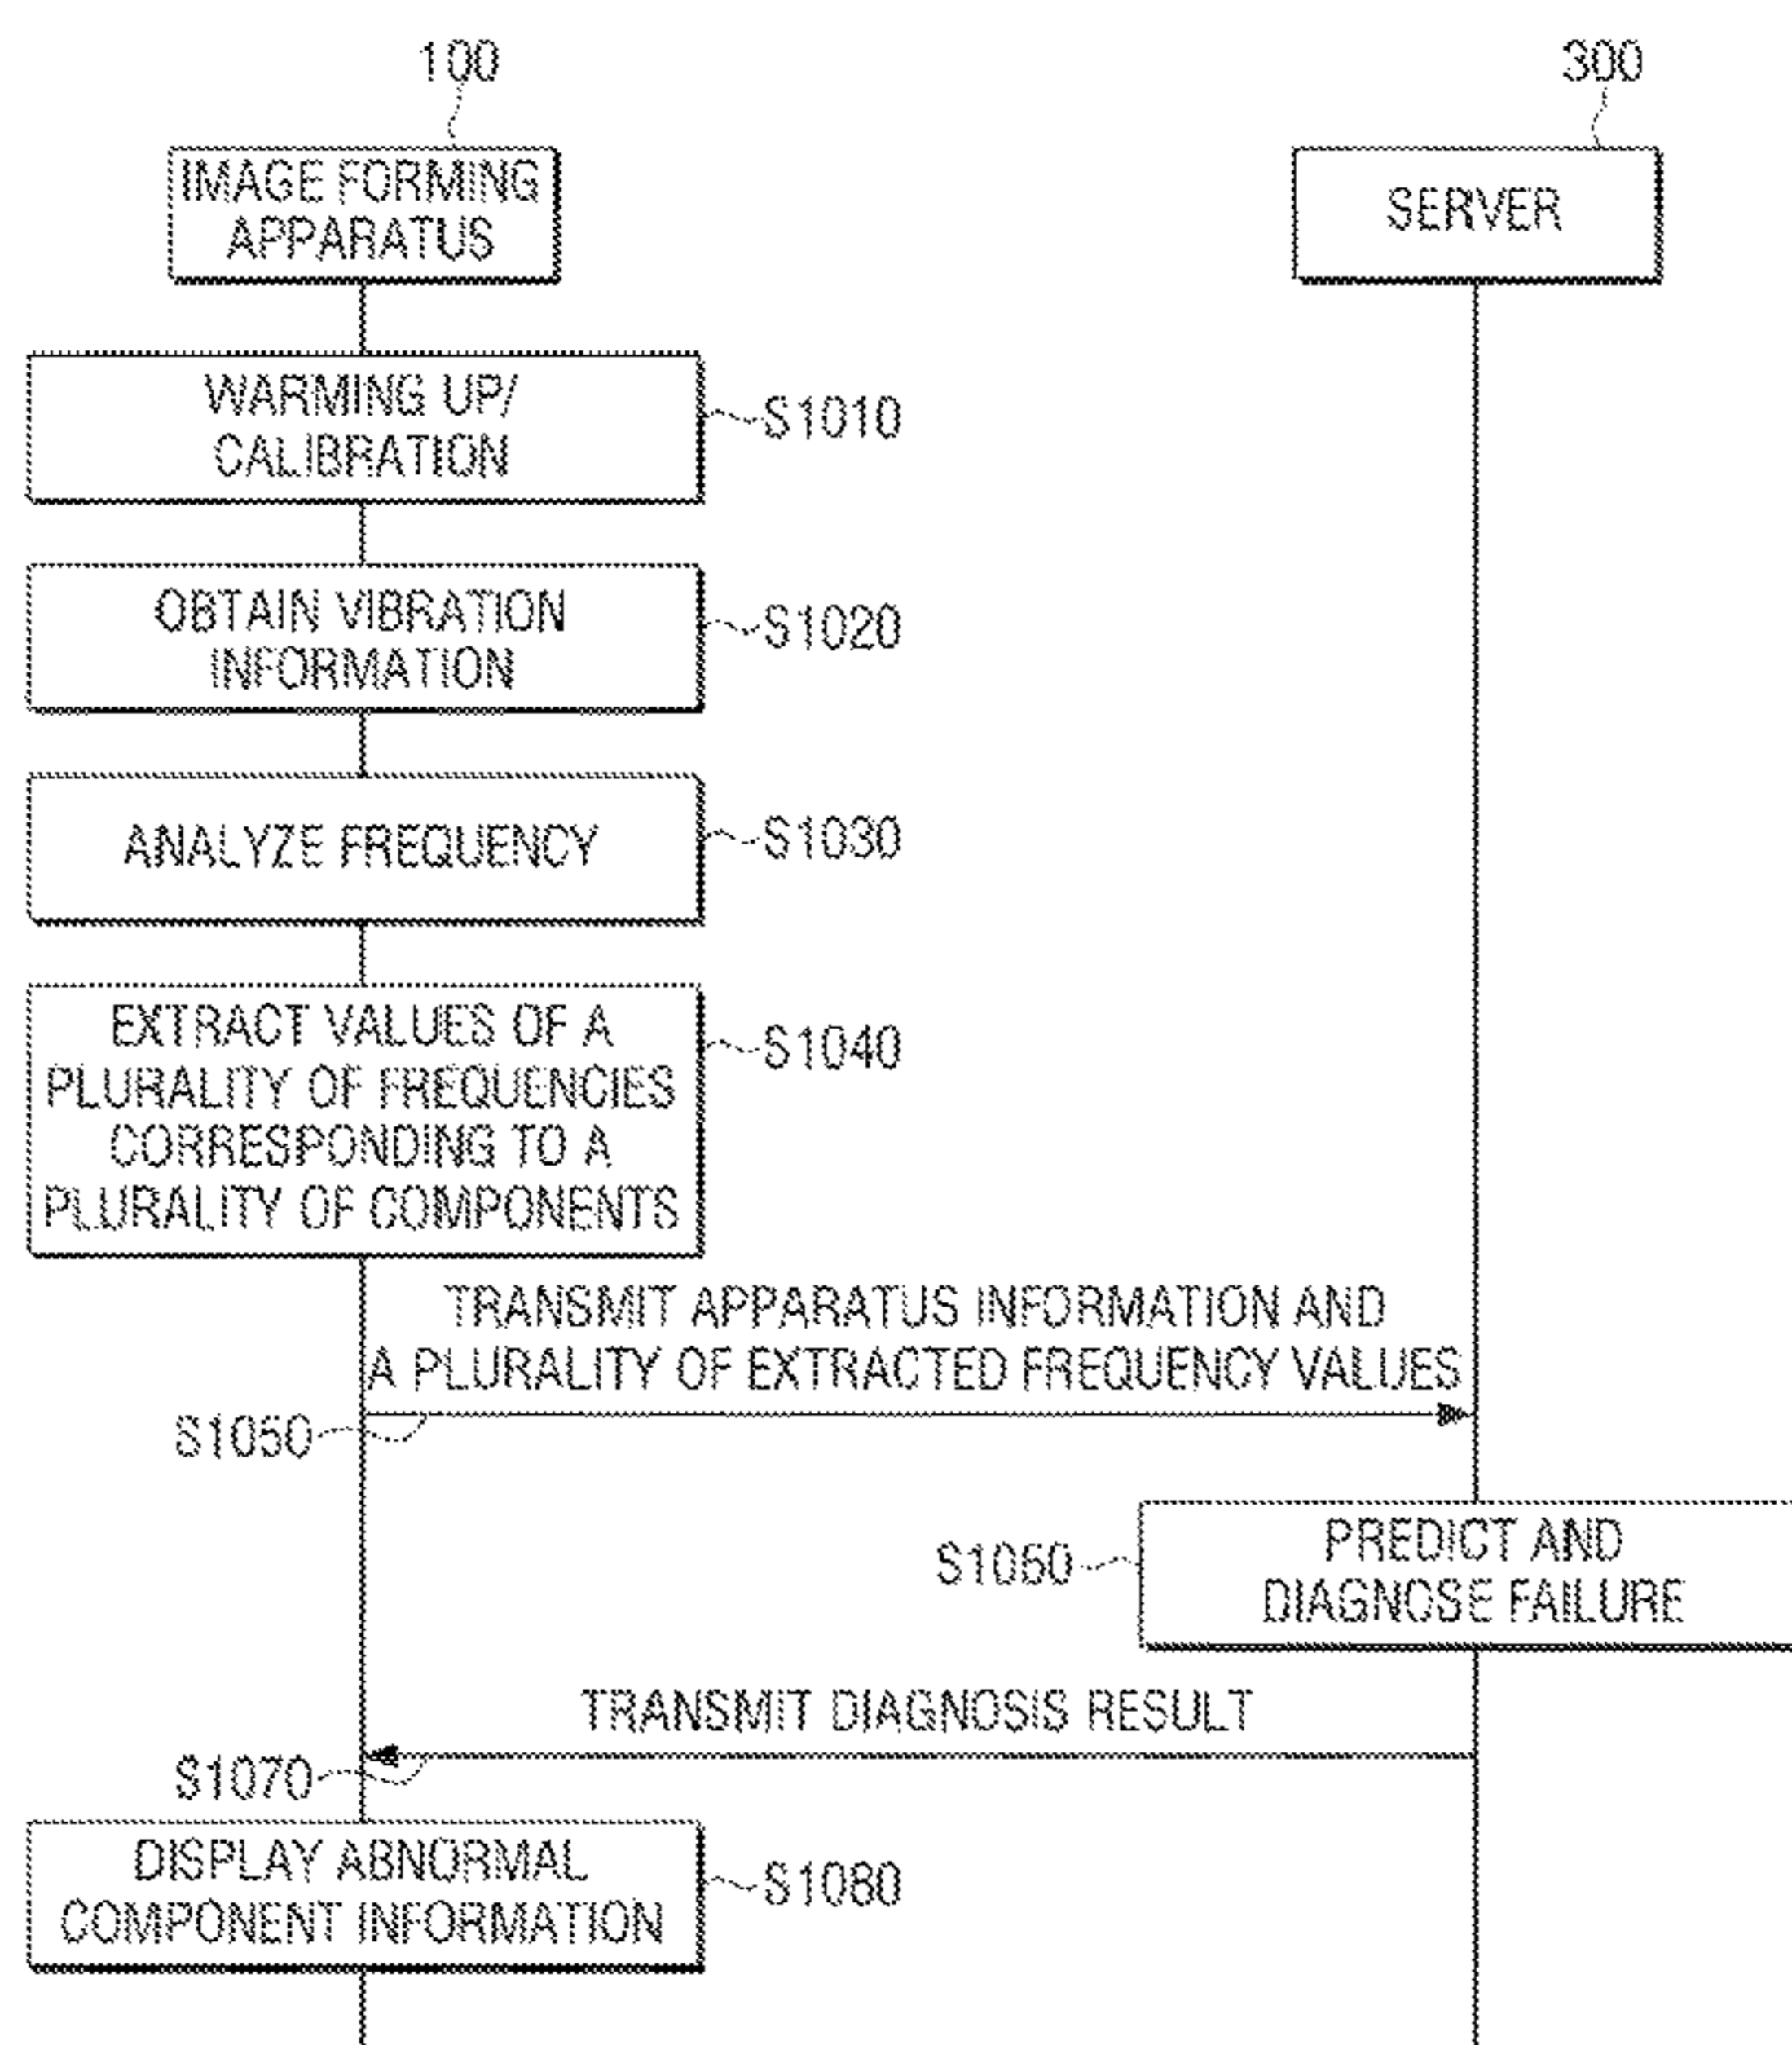 100
300
IMAGE FORMING
APPARATUS
SERVER
WARMING UP/
CALIBRATION
S1010
OBTAIN VIBRATION
INFORMATION
S1020
ANALYZE FREQUENCY
S1030
EXTRACT VALUES OF A
PLURALITY OF FREQUENCIES
CORRESPONDING TO A
PLURALITY OF COMPONENTS
S1040
TRANSMIT APPARATUS INFORMATION AND
A PLURALITY OF EXTRACTED FREQUENCY VALUES
S1050
S1060
PREDICT AND
DIAGNOSE FAILURE
TRANSMIT DIAGNOSIS RESULT
S1070
DISPLAY ABNORMAL
COMPONENT INFORMATION
S1080